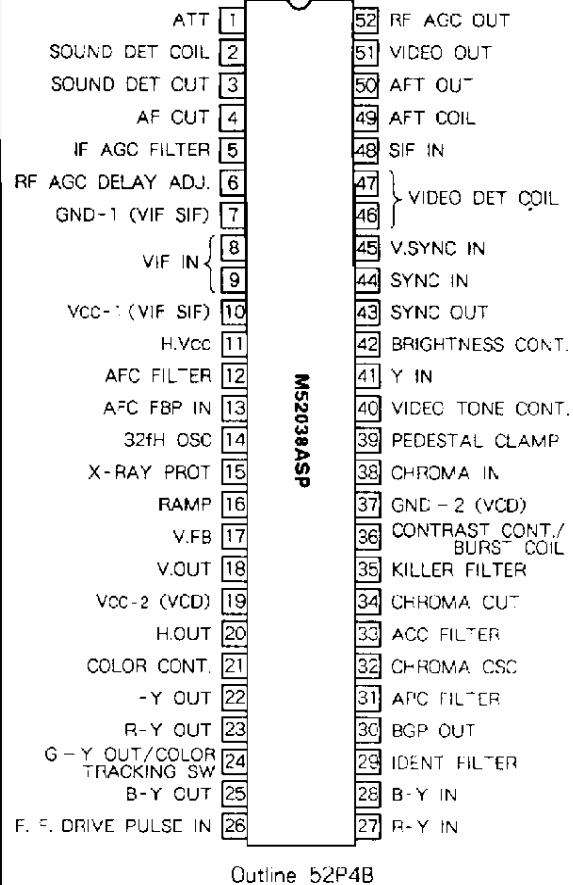 ATT 1
SOUND DET COIL 2
SOUND DET CUT 3
AF CUT 4
IF AGC FILTER 5
RF AGC DELAY ADJ. 6
GND-1 (VIF SIF) 7
VIF IN 8
9
Vcc-1 (VIF SIF) 10
H.Vcc 11
AFC FILTER 12
AFC FBP IN 13
32fH OSC 14
X-RAY PROT 15
RAMP 16
V.FB 17
V.OUT 18
Vcc-2 (VCD) 19
H.OUT 20
COLOR CONT. 21
-Y OUT 22
R-Y OUT 23
G-Y OUT/COLOR
TRACKING SW 24
B-Y OUT 25
F. F. DRIVE PULSE IN 26
M52038ASP
52 RF AGC OUT
51 VIDEO OUT
50 AFT OUT
49 AFT COIL
48 SIF IN
47
46
VIDEO DET COIL
45 V.SYNC IN
44 SYNC IN
43 SYNC OUT
42 BRIGHTNESS CONT.
41 Y IN
40 VIDEO TONE CONT.
39 PEDESTAL CLAMP
38 CHROMA IN
37 GND-2 (VCD)
36 CONTRAST CONT./
BURST COIL
35 KILLER FILTER
34 CHROMA OUT
33 ACC FILTER
32 CHROMA OSC
31 APC FILTER
30 BGP OUT
29 IDENT FILTER
28 B-Y IN
27 R-Y IN
Outline 52P4B